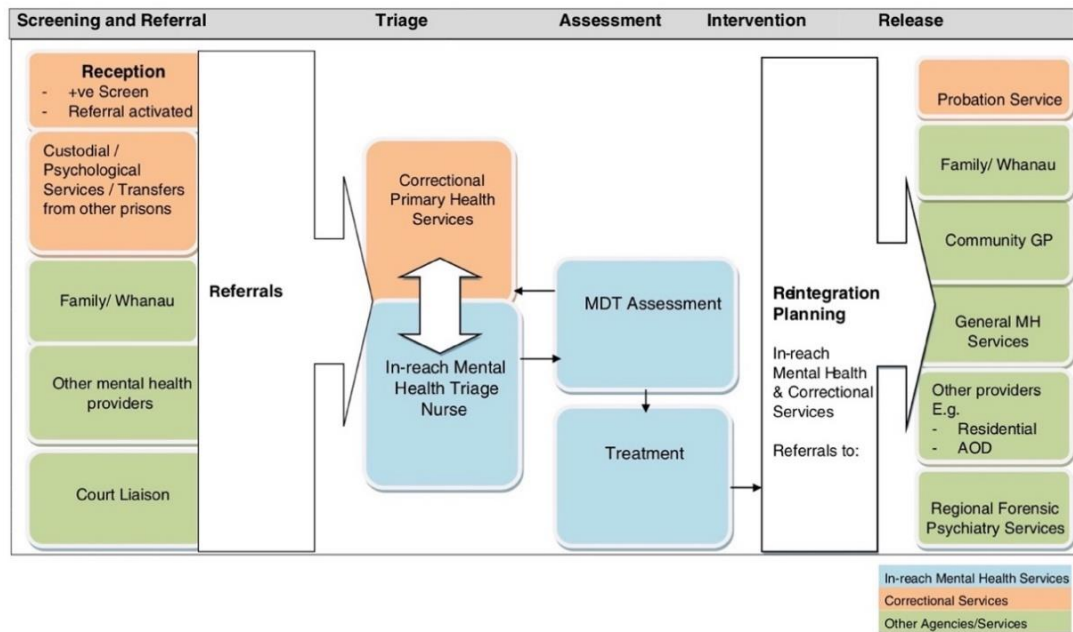 Screening and Referral
Triage
Assessment
Intervention
Release
Reception
- +ve Screen
- Referral activated
Custodial /
Psychological
Services / Transfers
from other prisons
Family/ Whanau
Other mental health
providers
Court Liaison
Referrals
Correctional
Primary Health
Services
In-reach Mental
Health Triage
Nurse
MDT Assessment
Treatment
Reintegration
Planning
In-reach
Mental Health
& Correctional
Services
Referrals to:
Probation Service
Family/ Whanau
Community GP
General MH
Services
Other providers
E.g.
- Residential
- AOD
Regional Forensic
Psychiatry Services
In-reach Mental Health Services
Correctional Services
Other Agencies/Services